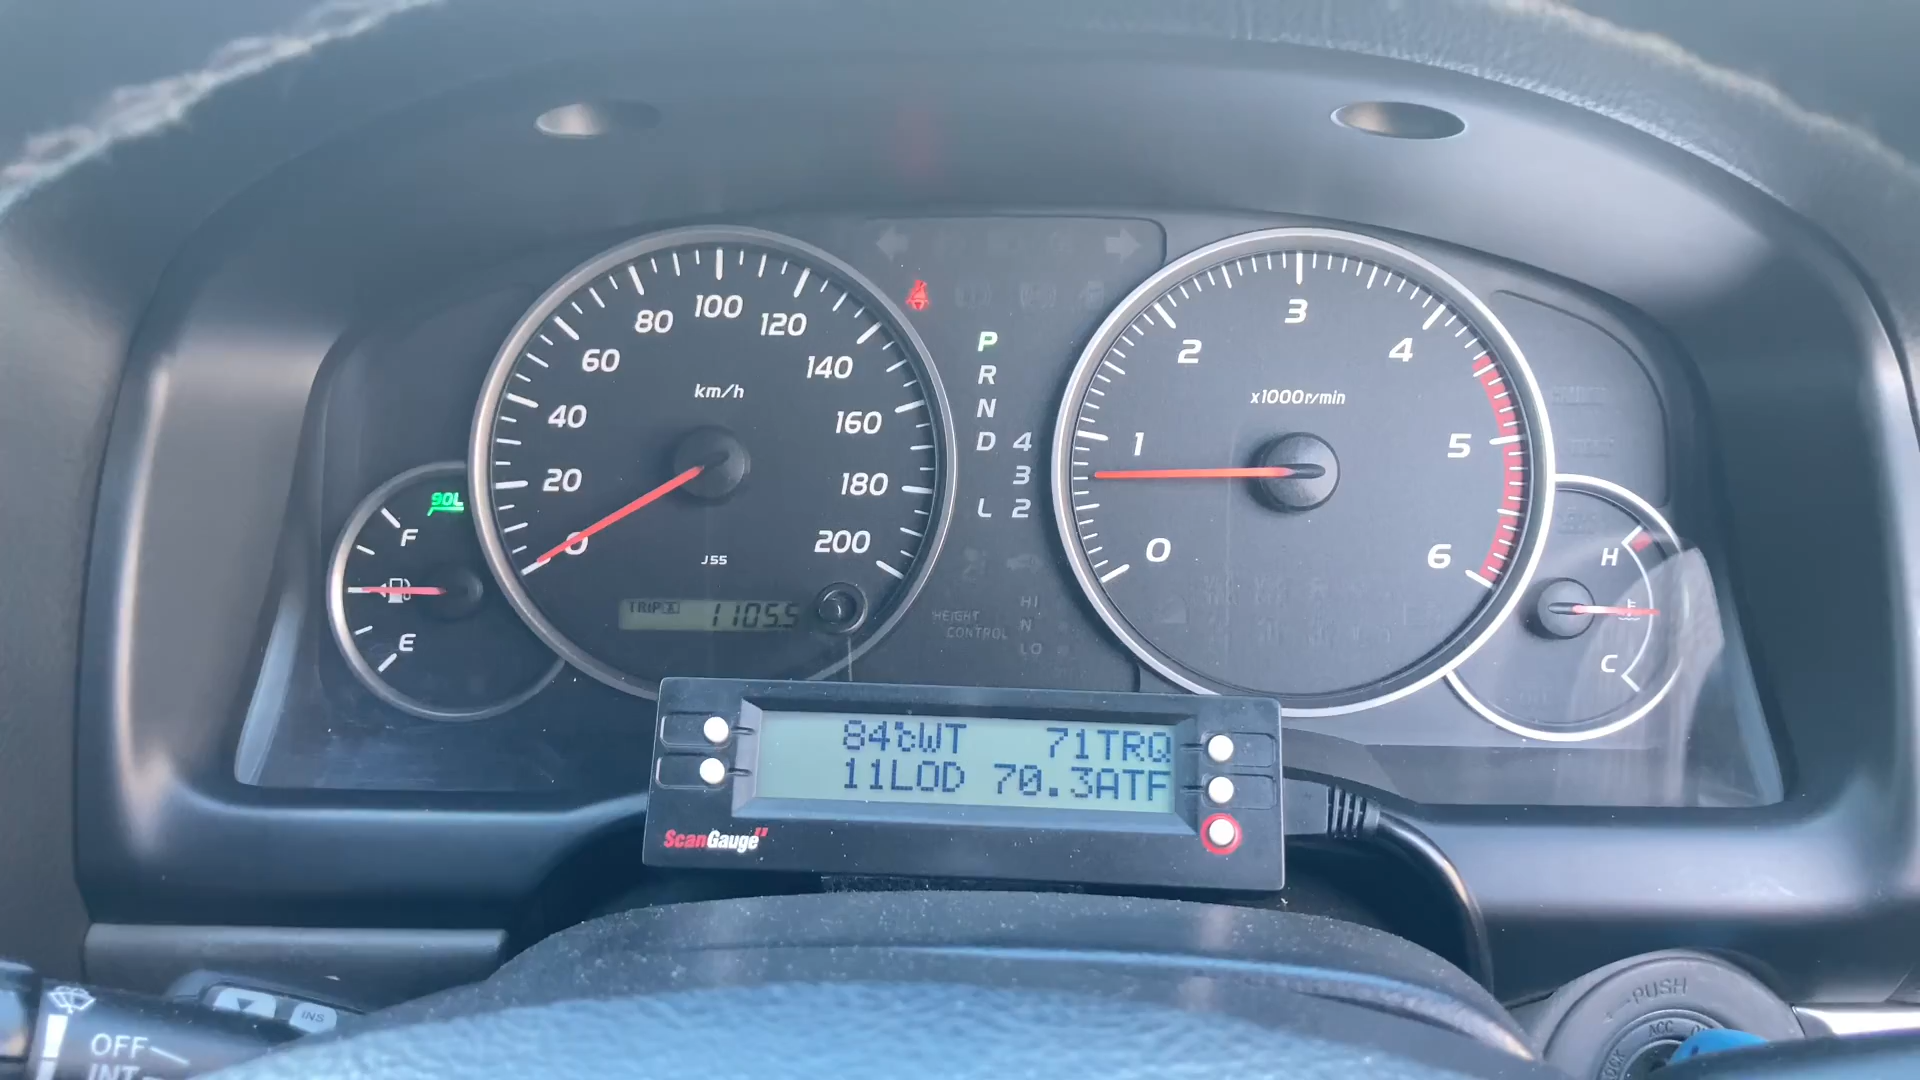 80 100 120
60 140
40 160
20 180
0 200
km/h
J55
TRIP A 1105.5
90L
F
E
P
R
N
D 4
3
L 2
HEIGHT
CONTROL
HI
N
LO
3
2 4
1 5
0 6
x1000r/min
H
C
84°CWT 71TRQ
11LOD 70.3ATF
ScanGauge II
INS
OFF
INT
PUSH
ACC